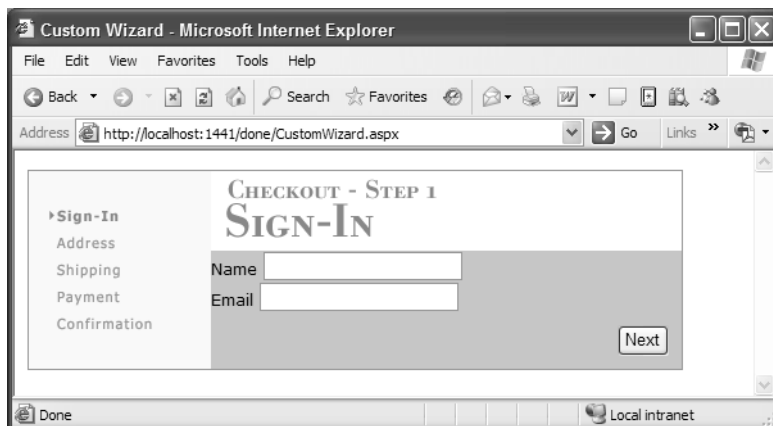 Custom Wizard - Microsoft Internet Explorer
File Edit View Favorites Tools Help
Back Search Favorites
Address http://localhost:1441/done/CustomWizard.aspx Go Links »
CHECKOUT - STEP 1
SIGN-IN
Sign-In
Address
Shipping
Payment
Confirmation
Name
Email
Next
Done Local intranet